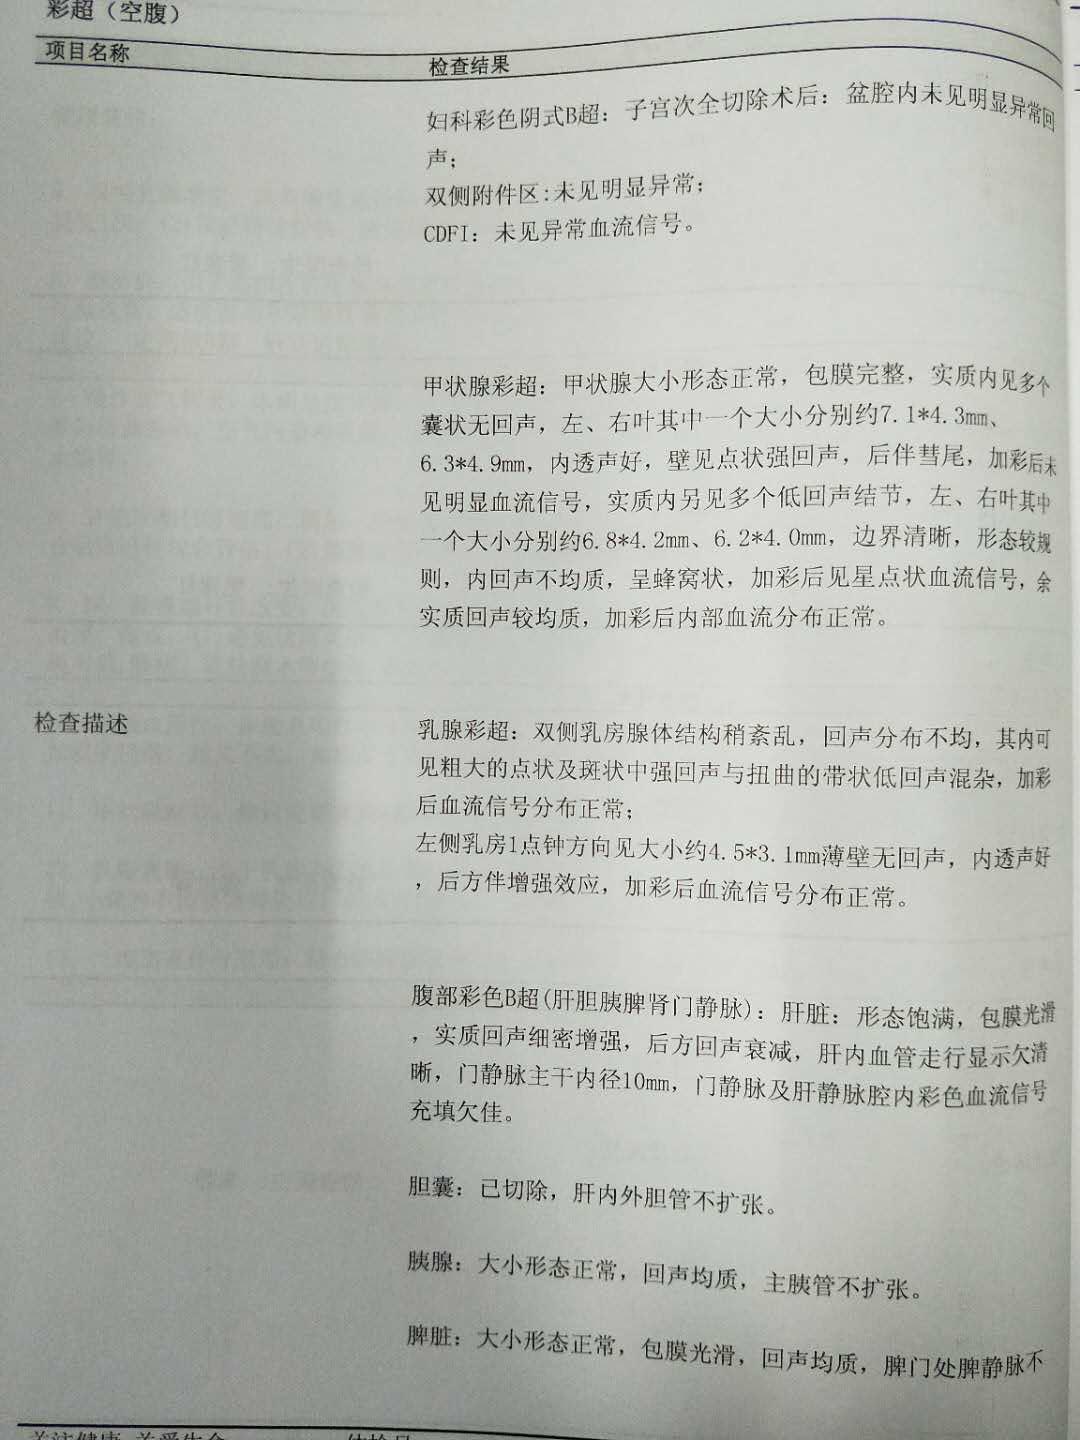 彩超（空腹）
项目名称
检查结果
妇科彩色阴式B超：子宫次全切除术后：盆腔内未见明显异常回
声；
双侧附件区:未见明显异常；
CDFI：未见异常血流信号。
甲状腺彩超：甲状腺大小形态正常，包膜完整，实质内见多个
囊状无回声，左、右叶其中一个大小分别约7.1*4.3mm、
6.3*4.9mm，内透声好，壁见点状强回声，后伴彗尾，加彩后未
见明显血流信号，实质内另见多个低回声结节，左、右叶其中
一个大小分别约6.8*4.2mm、6.2*4.0mm，边界清晰，形态较规
则，内回声不均质，呈蜂窝状，加彩后见星点状血流信号，余
实质回声较均质，加彩后内部血流分布正常。
检查描述
乳腺彩超：双侧乳房腺体结构稍紊乱，回声分布不均，其内可
见粗大的点状及斑状中强回声与扭曲的带状低回声混杂，加彩
后血流信号分布正常；
左侧乳房1点钟方向见大小约4.5*3.1mm薄壁无回声，内透声好
，后方伴增强效应，加彩后血流信号分布正常。
腹部彩色B超(肝胆胰脾肾门静脉)：肝脏：形态饱满，包膜光滑
，实质回声细密增强，后方回声衰减，肝内血管走行显示欠清
晰，门静脉主干内径10mm，门静脉及肝静脉腔内彩色血流信号
充填欠佳。
胆囊：已切除，肝内外胆管不扩张。
胰腺：大小形态正常，回声均质，主胰管不扩张。
脾脏：大小形态正常，包膜光滑，回声均质，脾门处脾静脉不
关注健康 关爱生命